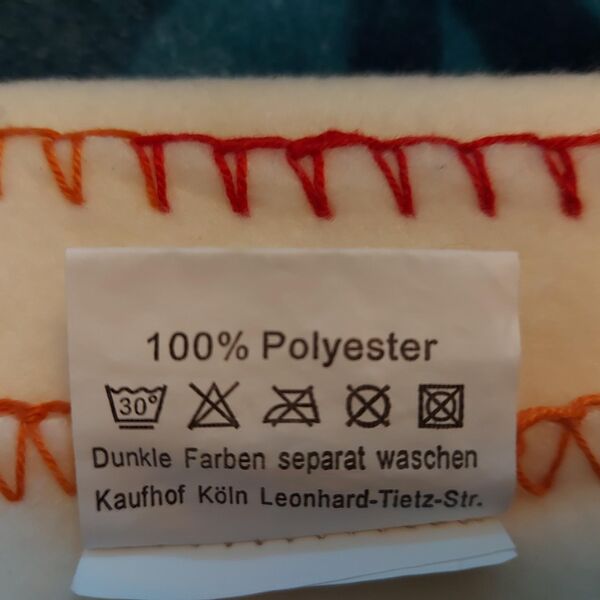 100% Polyester
30°
Dunkle Farben separat waschen
Kaufhof Köln Leonhard-Tietz-Str.